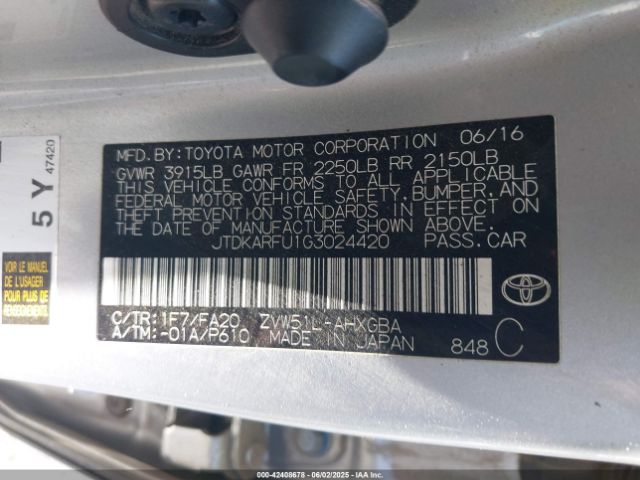 MFD.BY:TOYOTA MOTOR CORPORATION 06/16
GVWR 3915LB GAWR FR 2250LB RR 2150LB
THIS VEHICLE CONFORMS TO ALL APPLICABLE
FEDERAL MOTOR VEHICLE SAFETY,BUMPER,AND
THEFT PREVENTION STANDARDS IN EFFECT ON
THE DATE OF MANUFACTURE SHOWN ABOVE.
JTDKARFU1G3024420 PASS.CAR
C/TR:1F7/FA20 ZVW51L-AHXGBA
A/TM:-01A/P610 MADE IN JAPAN 848 C
5 Y 47420
VOIR LE MANUEL
DE L'USAGER
POUR PLUS DE
RENSEIGNEMENTS
000-42408678 - 06/02/2025 - IAAI.COM